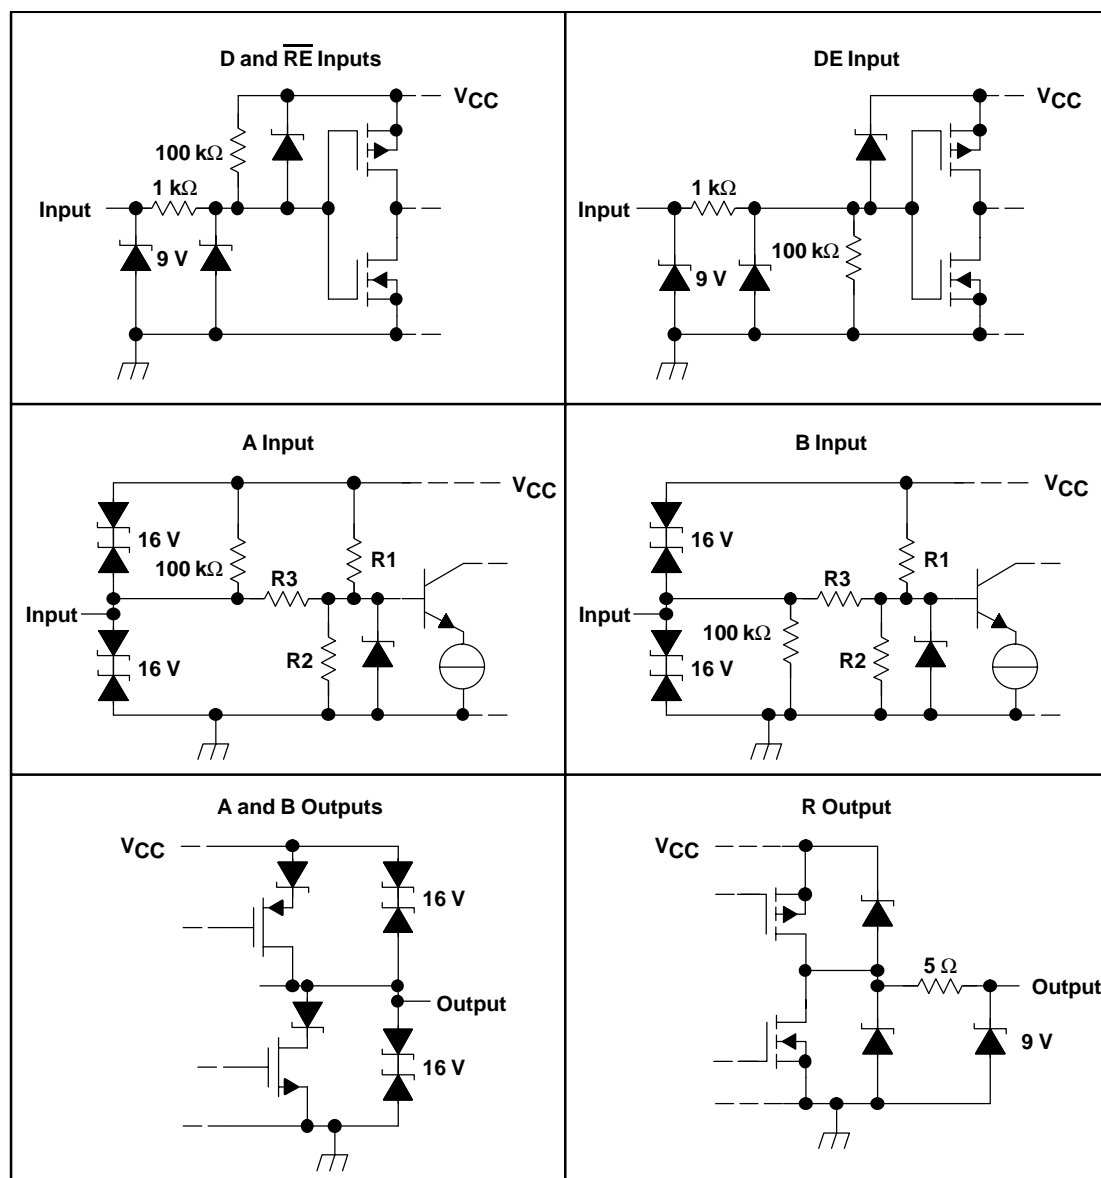 D and R̅E̅ Inputs
VCC
100 kΩ
1 kΩ
Input
9 V
DE Input
VCC
1 kΩ
Input
100 kΩ
9 V
A Input
VCC
16 V
100 kΩ
R3
R1
Input
R2
16 V
B Input
VCC
16 V
R3
R1
Input
100 kΩ
R2
16 V
A and B Outputs
VCC
16 V
Output
16 V
R Output
VCC
5 Ω
Output
9 V